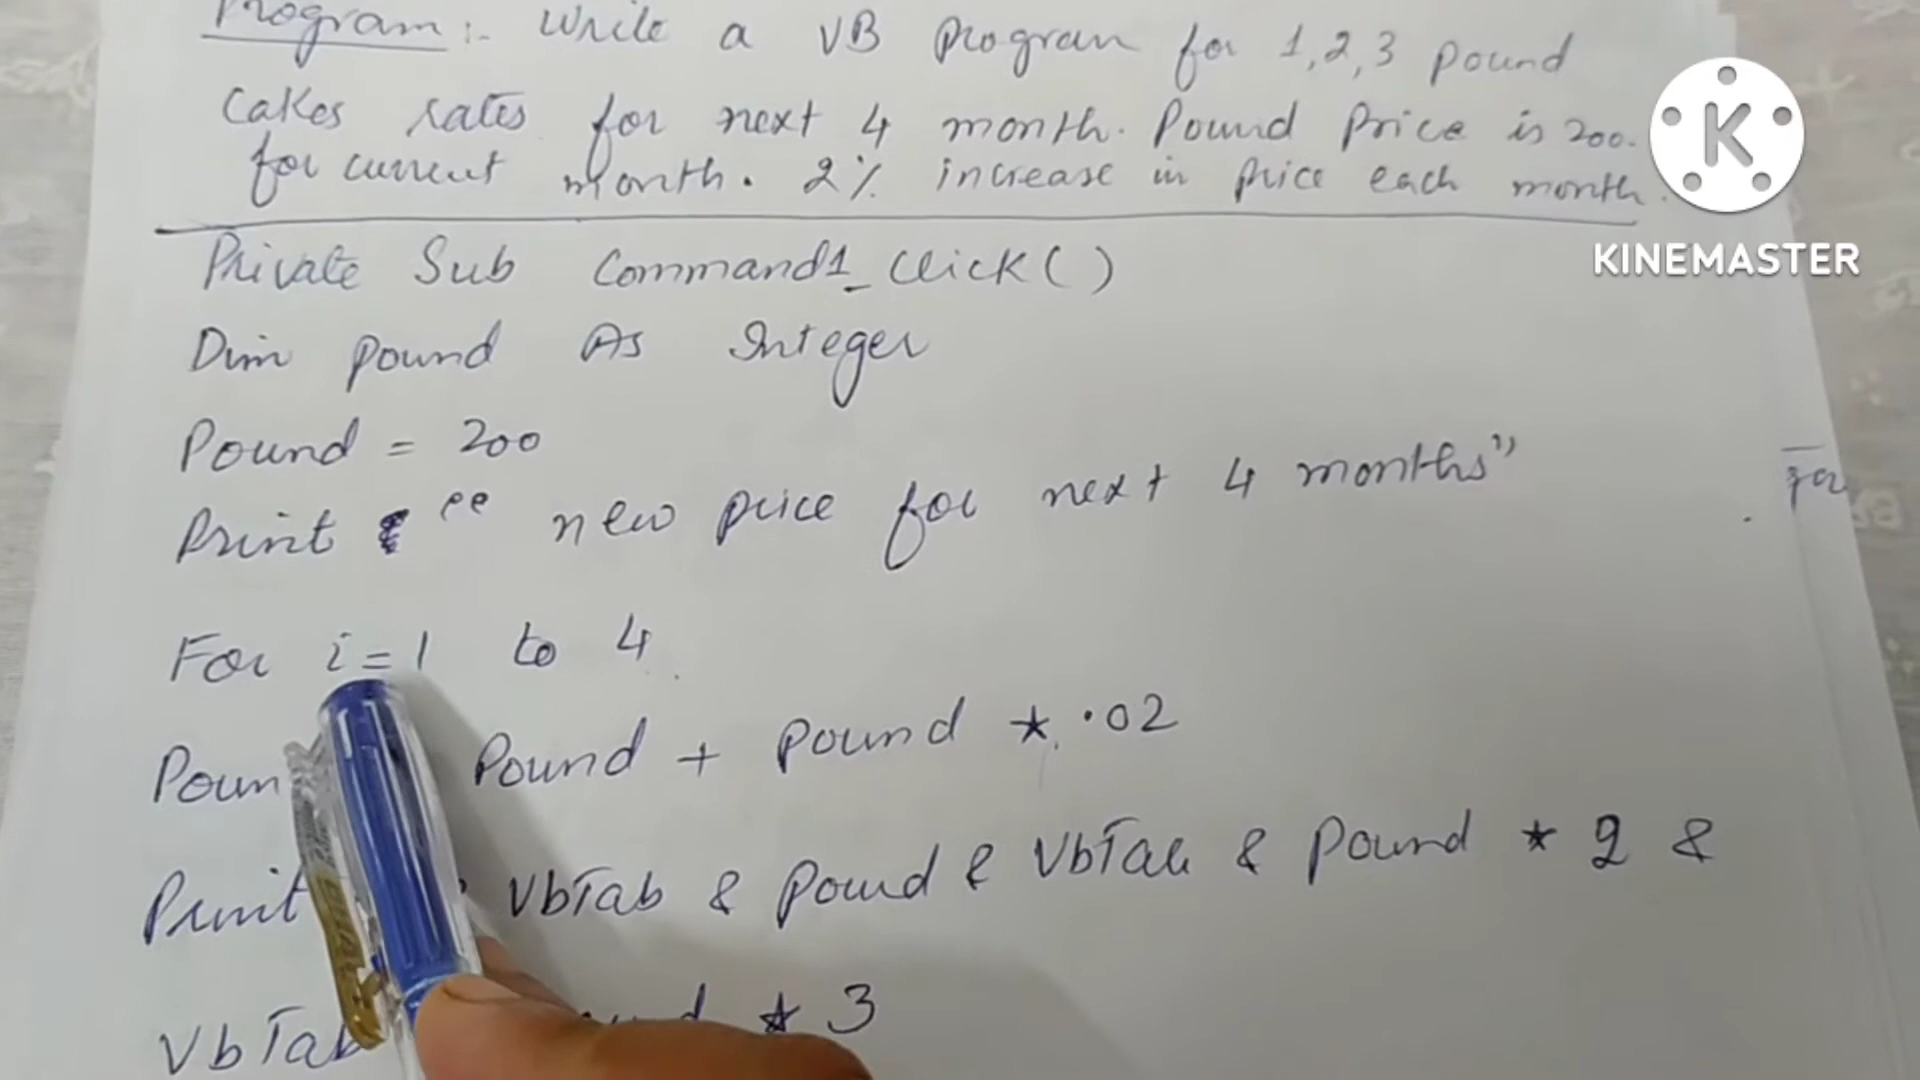 Program:- Write a VB program for 1,2,3 pound
Cakes rates for next 4 month. Pound Price is 200.
for current month. 2% increase in price each month.
KINEMASTER
Private Sub Command1_Click()
Dim pound As Integer
Pound = 200
Print " new price for next 4 months"
For
For i=1 to 4
Poun Pound + pound * .02
Print VbTab & pound & VbTab & pound * 2 &
VbTab * 3